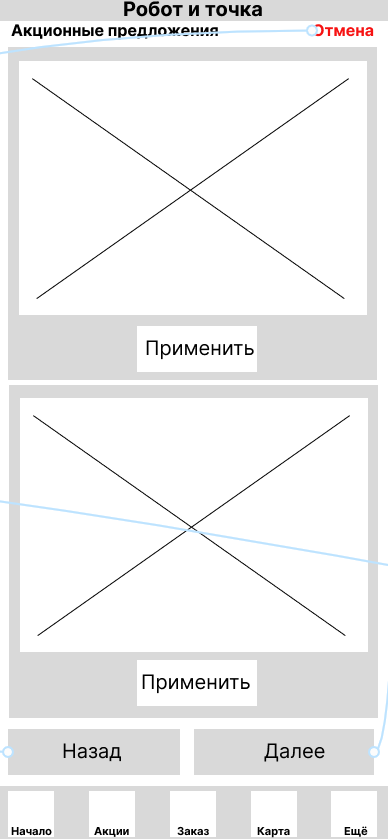 Робот и точка
Акционные предложения
Отмена
Применить
Применить
Назад
Далее
Начало
Акции
Заказ
Карта
Ещё